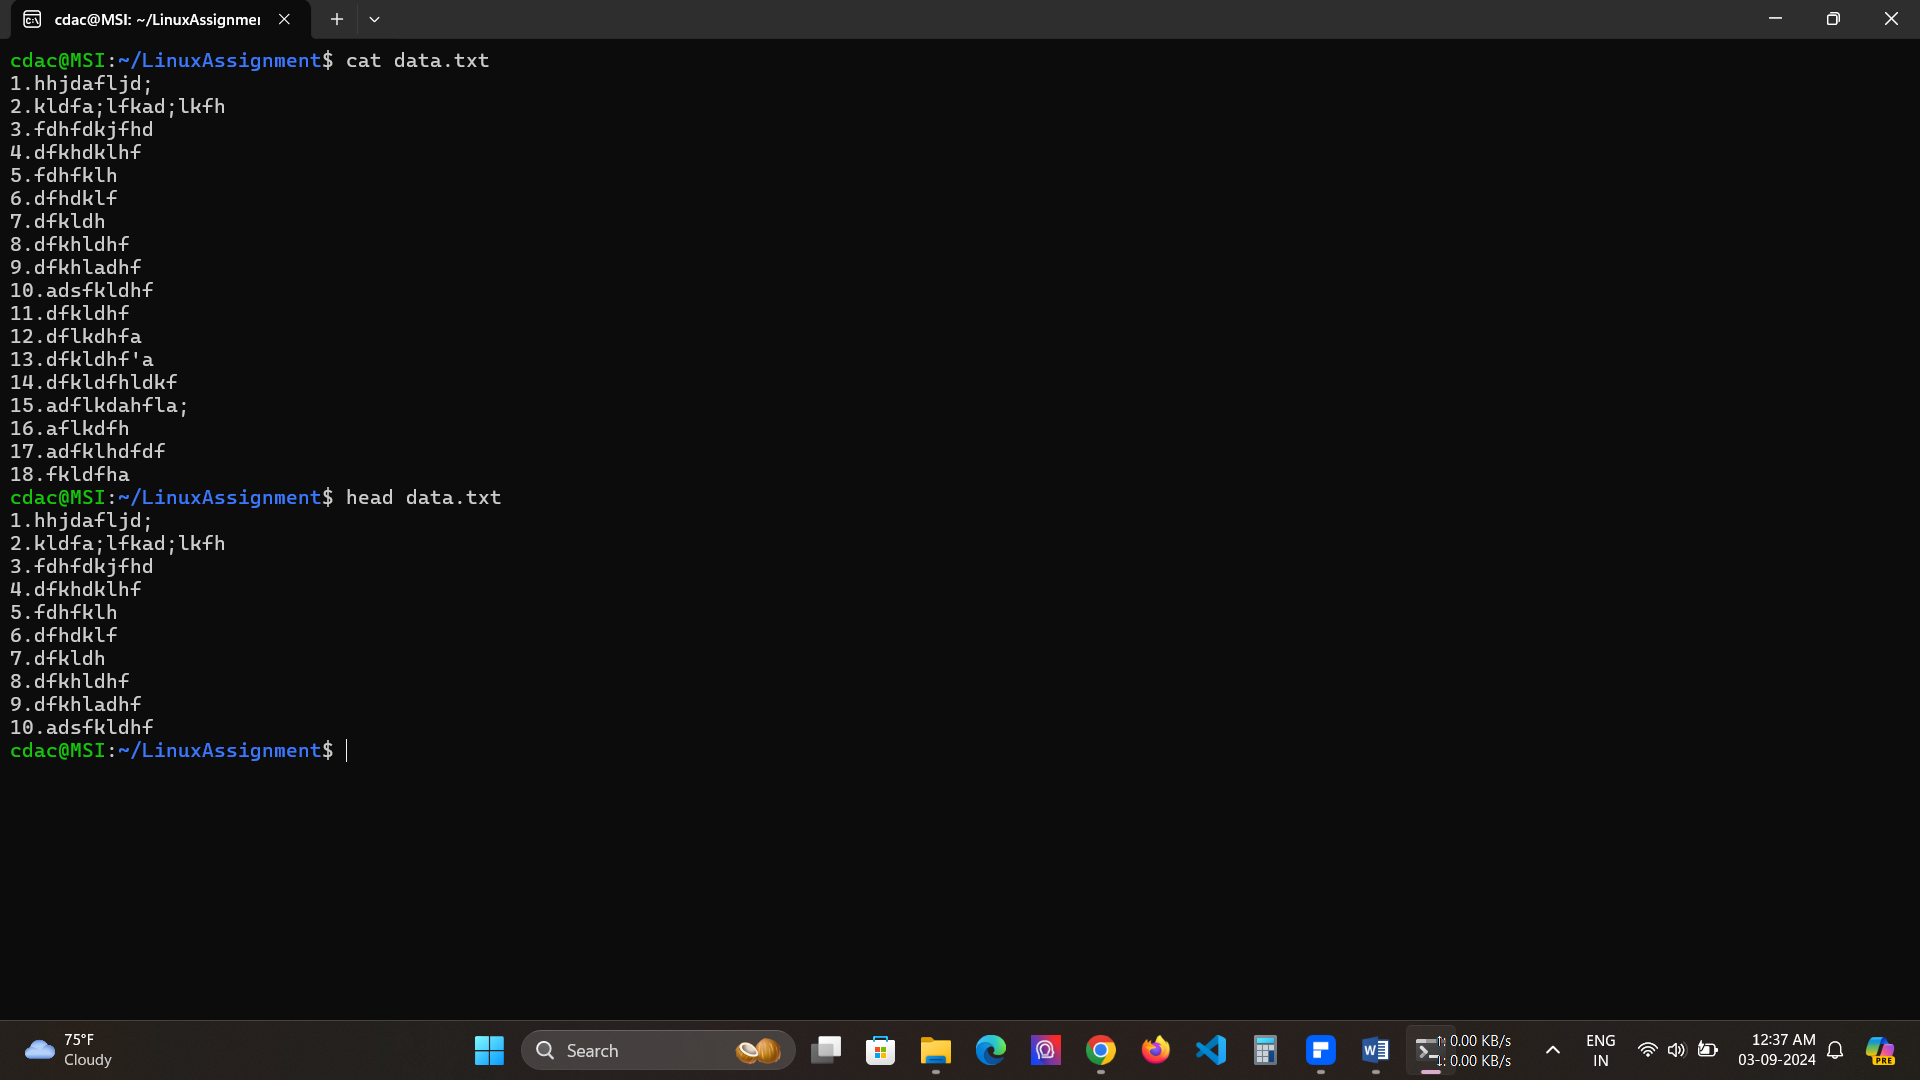 cdac@MSI: ~/LinuxAssignmer
cdac@MSI:~/LinuxAssignment$ cat data.txt
1.hhjdafljd;
2.kldfa;lfkad;lkfh
3.fdhfdkjfhd
4.dfkhdklhf
5.fdhfklh
6.dfhdklf
7.dfkldh
8.dfkhldhf
9.dfkhladhf
10.adsfkldhf
11.dfkldhf
12.dflkdhfa
13.dfkldhf'a
14.dfkldfhldkf
15.adflkdahfla;
16.aflkdfh
17.adfklhdfdf
18.fkldfha
cdac@MSI:~/LinuxAssignment$ head data.txt
1.hhjdafljd;
2.kldfa;lfkad;lkfh
3.fdhfdkjfhd
4.dfkhdklhf
5.fdhfklh
6.dfhdklf
7.dfkldh
8.dfkhldhf
9.dfkhladhf
10.adsfkldhf
cdac@MSI:~/LinuxAssignment$
75°F
Cloudy
Search
↑: 0.00 KB/s
↓: 0.00 KB/s
ENG
IN
12:37 AM
03-09-2024
PRE